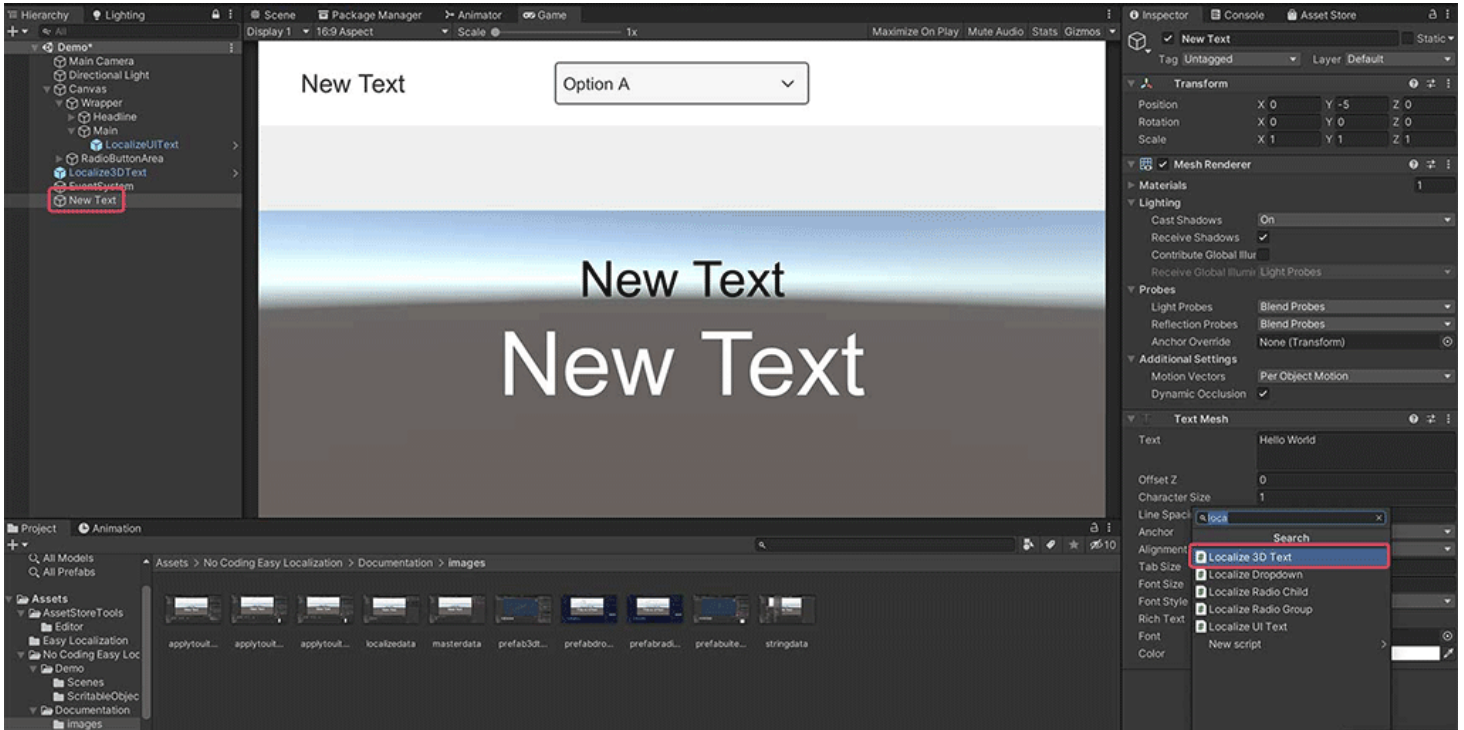 Hierarchy Lighting
All
Demo*
Main Camera
Directional Light
Canvas
Wrapper
Headline
Main
LocalizeUIText
RadioButtonArea
Localize3DText
EventSystem
New Text
Scene Package Manager Animator Game
Display 1 16:9 Aspect Scale 1x Maximize On Play Mute Audio Stats Gizmos
New Text Option A
New Text
New Text
Inspector Console Asset Store
New Text Static
Tag Untagged Layer Default
Transform
Position X 0 Y -5 Z 0
Rotation X 0 Y 0 Z 0
Scale X 1 Y 1 Z 1
Mesh Renderer
Materials 1
Lighting
Cast Shadows On
Receive Shadows
Contribute Global Illur
Receive Global Illumin Light Probes
Probes
Light Probes Blend Probes
Reflection Probes Blend Probes
Anchor Override None (Transform)
Additional Settings
Motion Vectors Per Object Motion
Dynamic Occlusion
Text Mesh
Text Hello World
Offset Z 0
Character Size 1
Line Spaci
Anchor
Alignment
Tab Size
Font Size
Font Style
Rich Text
Font
Color
loca
Search
Localize 3D Text
Localize Dropdown
Localize Radio Child
Localize Radio Group
Localize UI Text
New script
Project Animation
10
All Models
All Prefabs
Assets
AssetStoreTools
Editor
Easy Localization
No Coding Easy Loc
Demo
Scenes
ScritableObjec
Documentation
images
Assets > No Coding Easy Localization > Documentation > images
applytouit... applytouit... applytouit... localizedata masterdata prefab3dt... prefabdro... prefabradi... prefabuite... stringdata